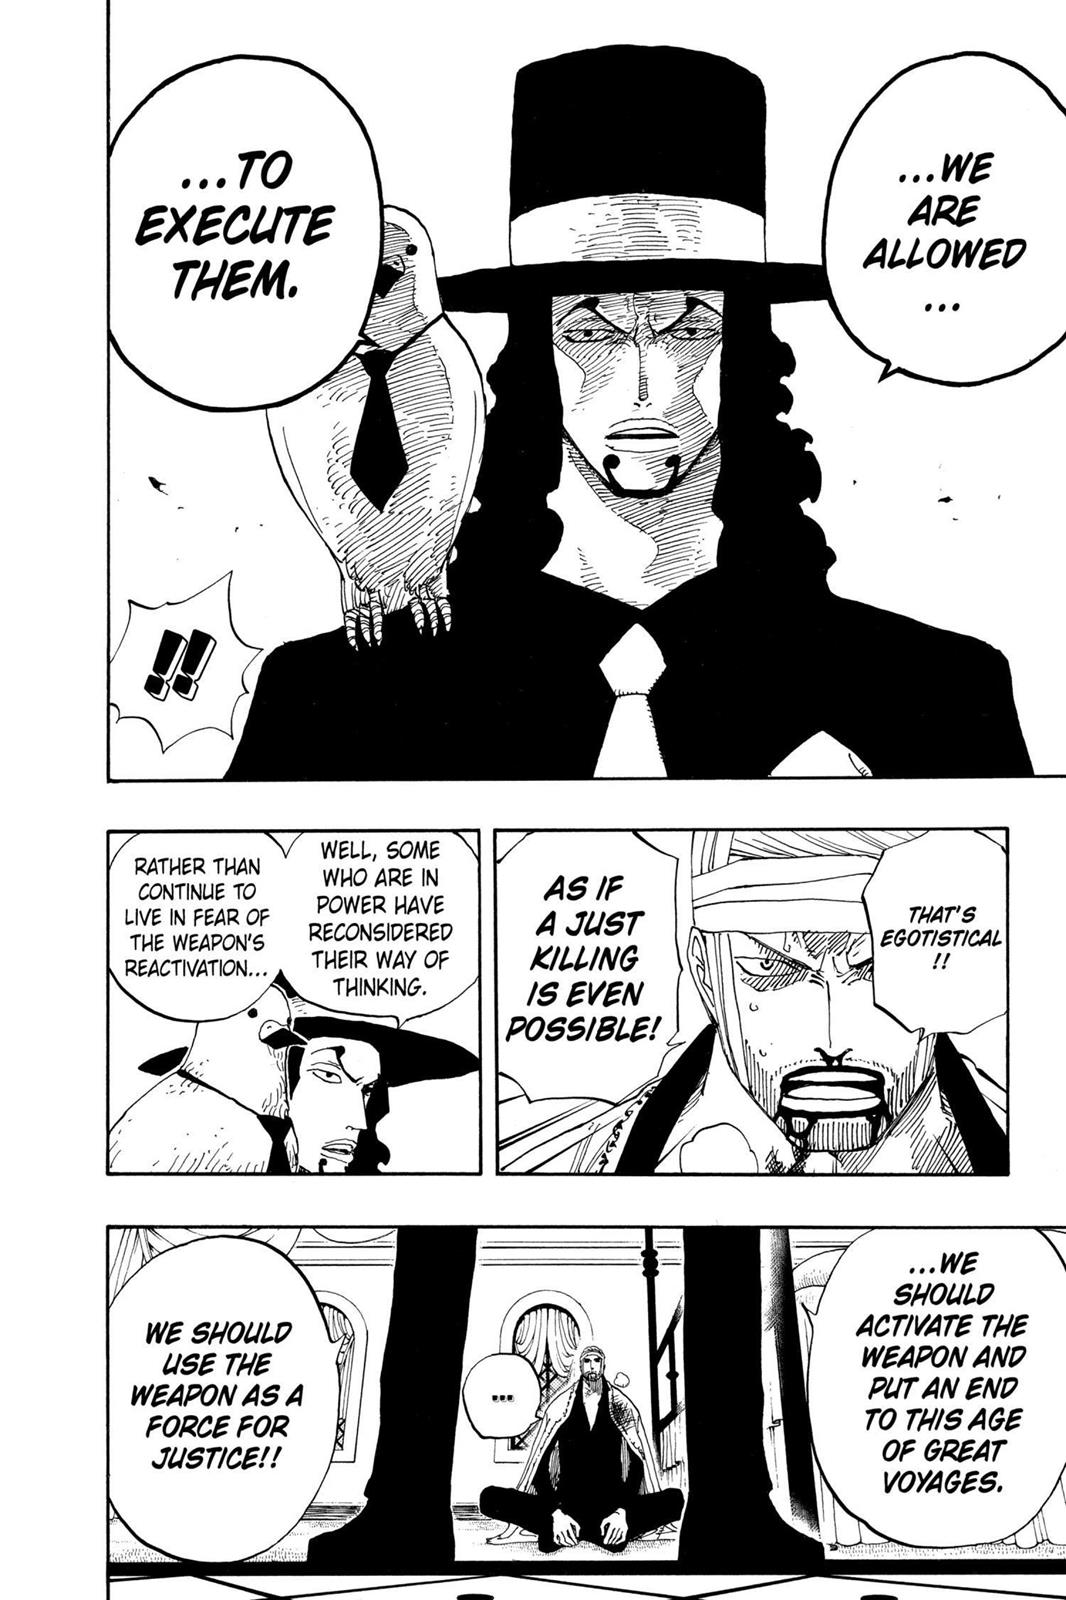 ...WE
ARE
ALLOWED
...
...TO
EXECUTE
THEM.
!!
THAT'S
EGOTISTICAL
!!
AS IF
A JUST
KILLING
IS EVEN
POSSIBLE!
WELL, SOME
WHO ARE IN
POWER HAVE
RECONSIDERED
THEIR WAY OF
THINKING.
RATHER THAN
CONTINUE TO
LIVE IN FEAR OF
THE WEAPON'S
REACTIVATION...
...WE
SHOULD
ACTIVATE THE
WEAPON AND
PUT AN END
TO THIS AGE
OF GREAT
VOYAGES.
...
WE SHOULD
USE THE
WEAPON AS A
FORCE FOR
JUSTICE!!